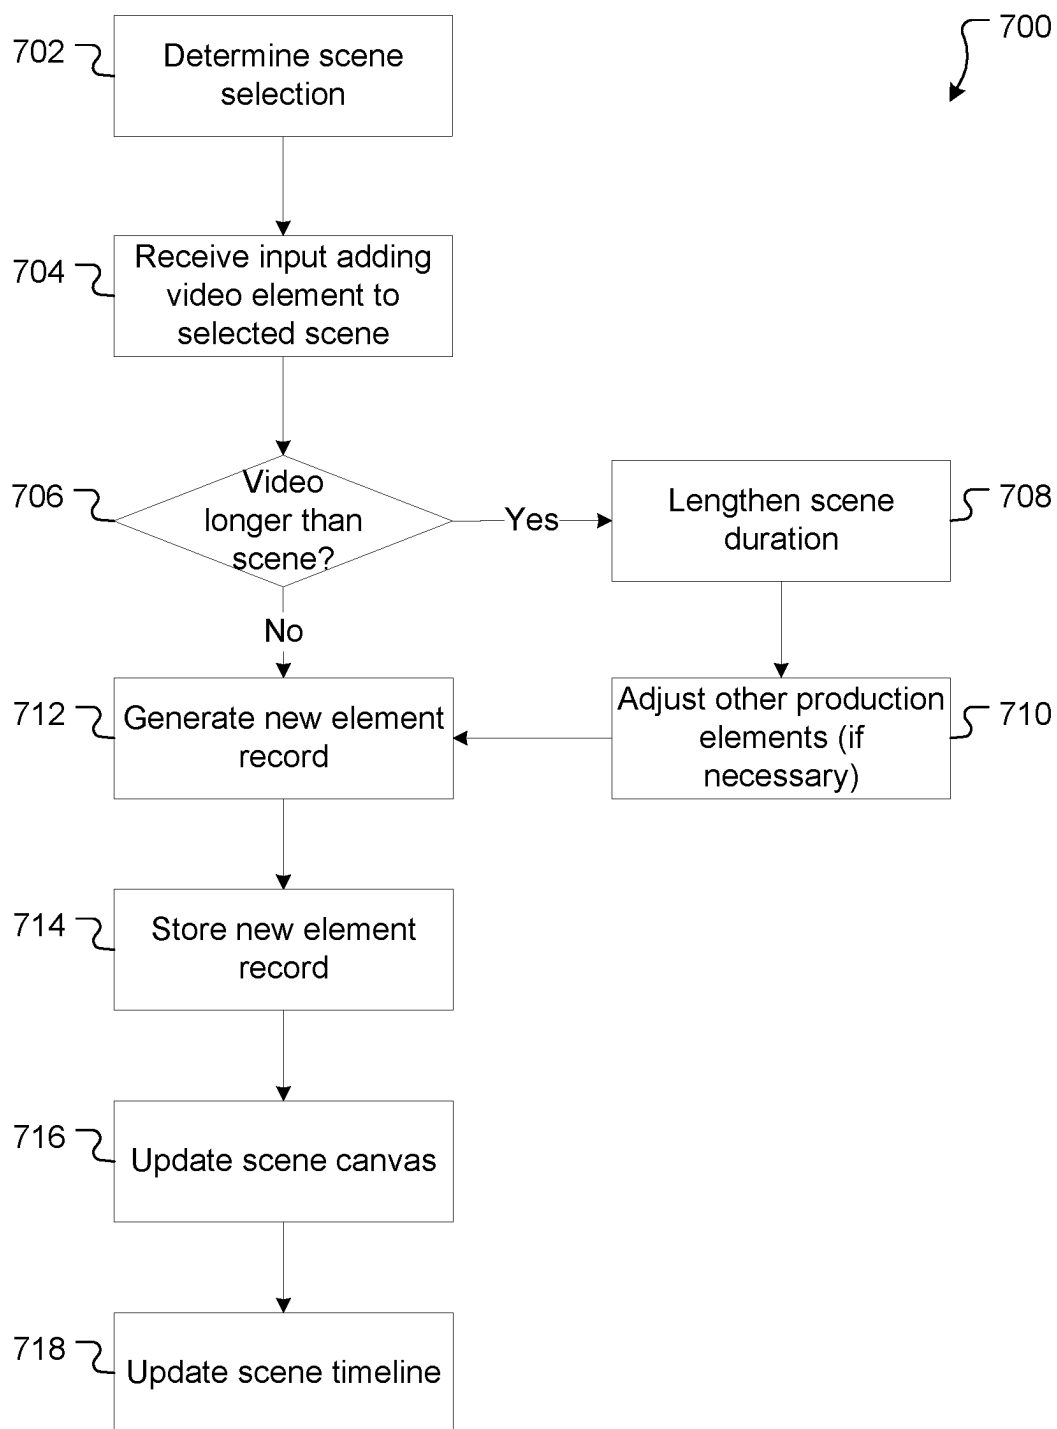 700
702
Determine scene
selection
704
Receive input adding
video element to
selected scene
706
Video
longer than
scene?
Yes
Lengthen scene
duration
708
No
712
Generate new element
record
Adjust other production
elements (if
necessary)
710
714
Store new element
record
716
Update scene canvas
718
Update scene timeline